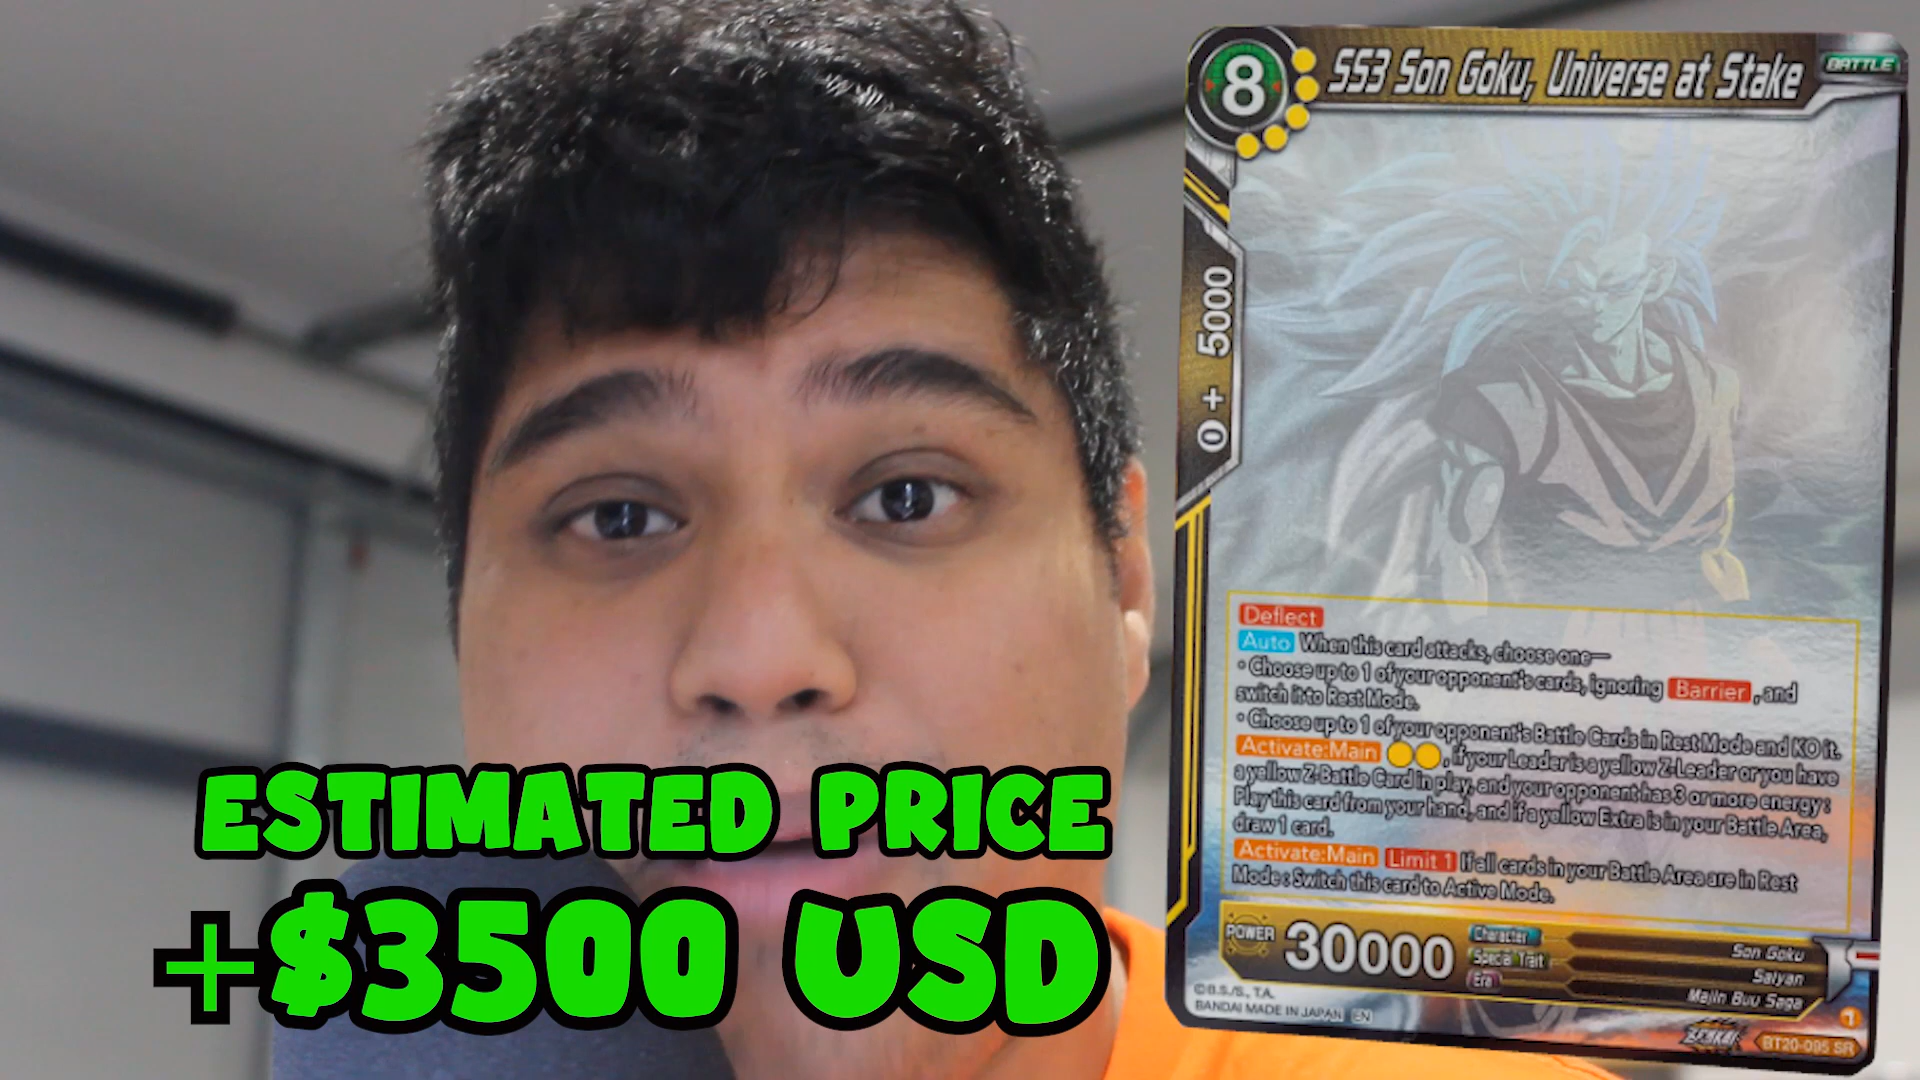 8
SS3 Son Goku, Universe at Stake
BATTLE
0 + 5000
Deflect
Auto When this card attacks, choose one—
・Choose up to 1 of your opponent's cards, ignoring Barrier, and
switch it to Rest Mode.
・Choose up to 1 of your opponent's Battle Cards in Rest Mode and KO it.
Activate:Main , if your Leader is a yellow Z-Leader or you have
a yellow Z-Battle Card in play, and your opponent has 3 or more energy :
Play this card from your hand, and if a yellow Extra is in your Battle Area,
draw 1 card.
Activate:Main Limit 1 If all cards in your Battle Area are in Rest
Mode : Switch this card to Active Mode.
POWER 30000
Character Son Goku
Special Trait Saiyan
Era Majin Buu Saga
©B.S./S., T.A.
BANDAI MADE IN JAPAN EN
1
ZENKAI
BT20-095 SR
ESTIMATED PRICE
+$3500 USD